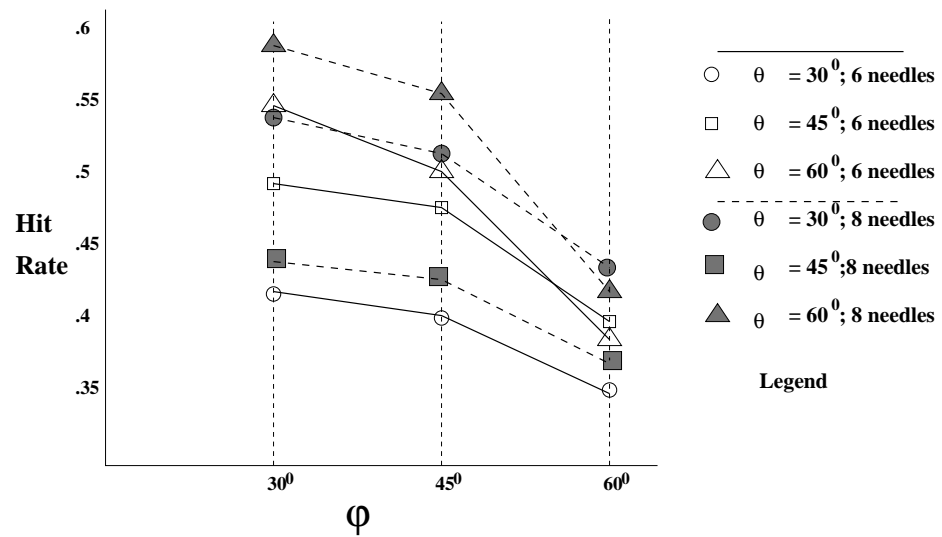 .6
.55
.5
.45
.4
.35
Hit
Rate
30⁰
45⁰
60⁰
φ
θ = 30⁰; 6 needles
θ = 45⁰; 6 needles
θ = 60⁰; 6 needles
θ = 30⁰; 8 needles
θ = 45⁰;8 needles
θ = 60⁰; 8 needles
Legend